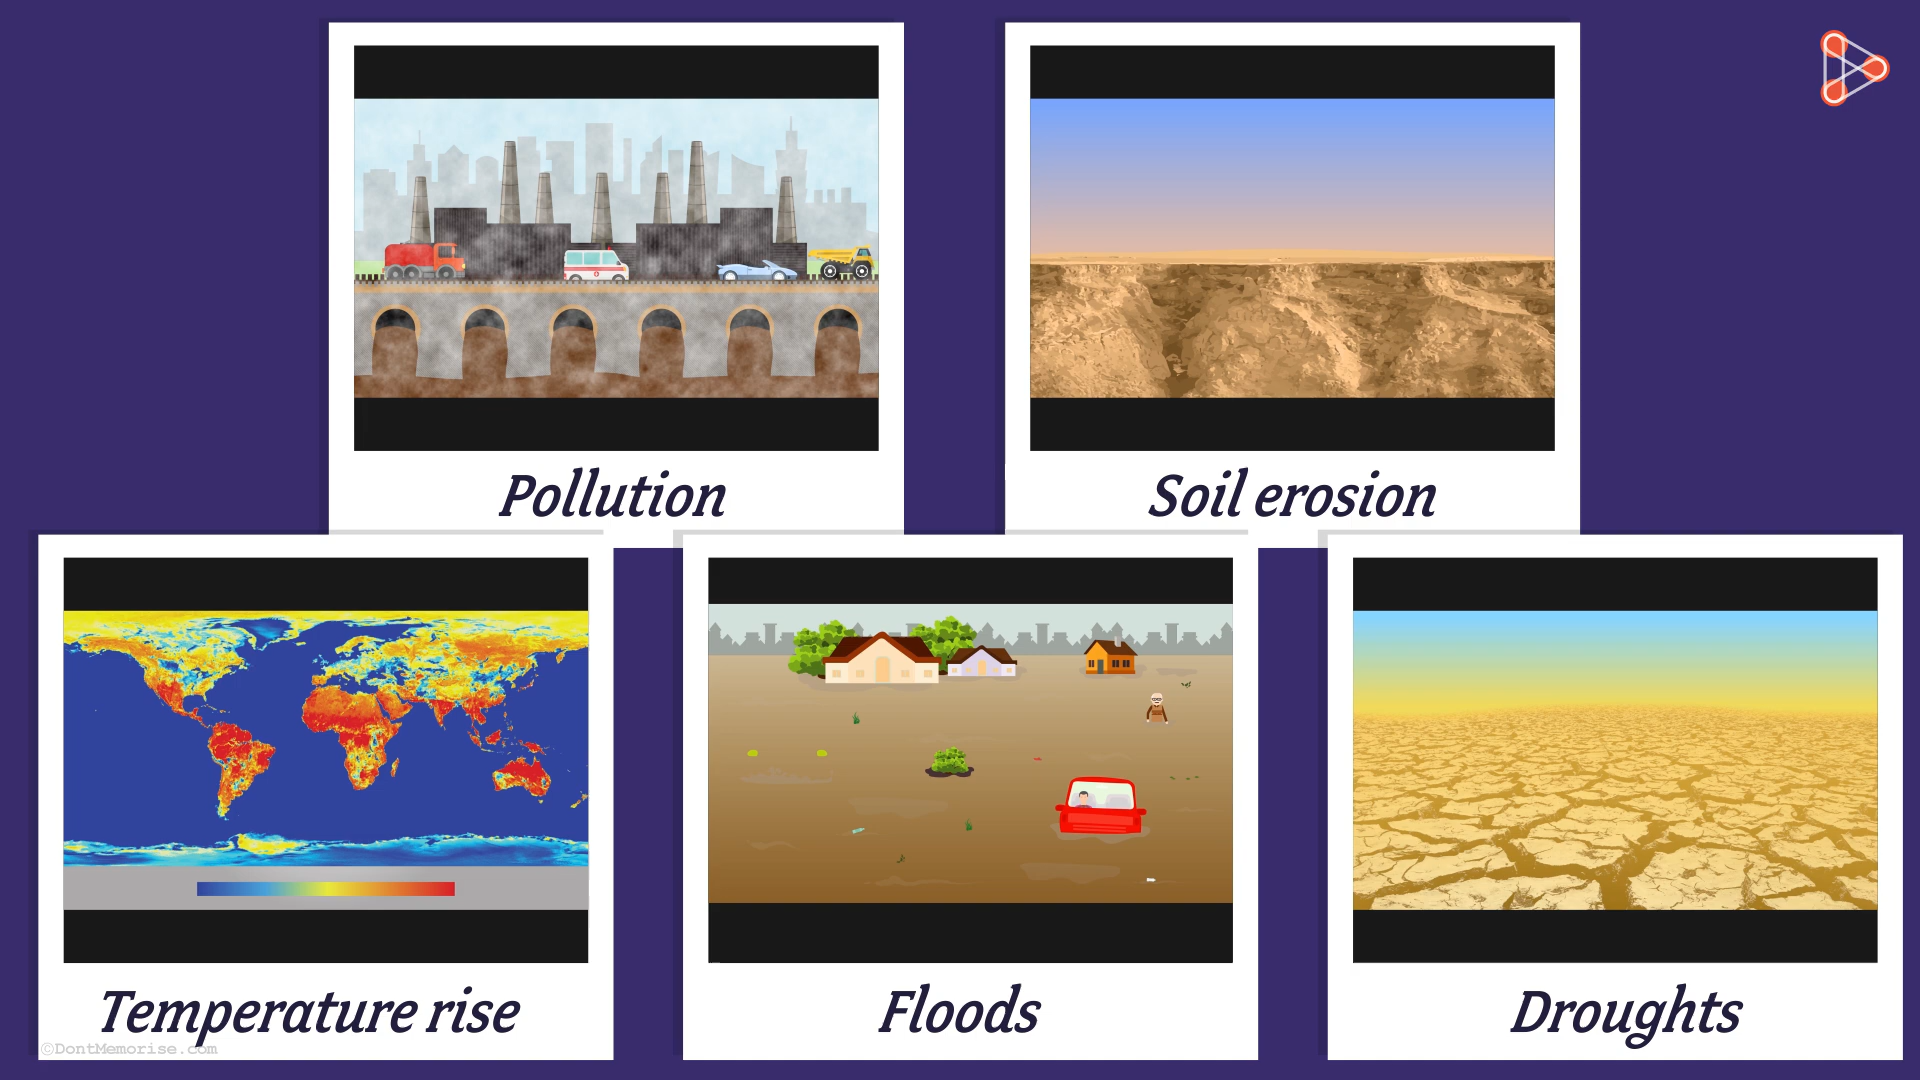 Pollution
Soil erosion
Temperature rise
Floods
Droughts
©DontMemorise.com